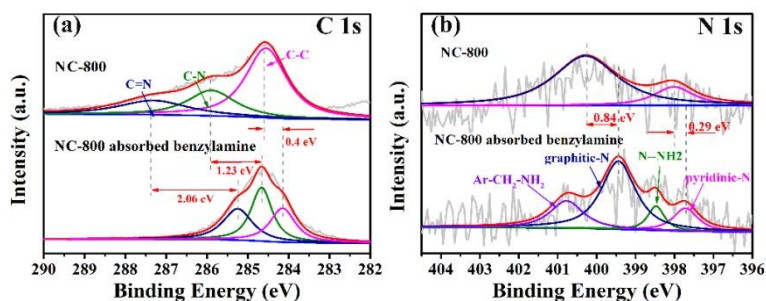 (a)
C 1s
C-C
C=N
C-N
NC-800
0.4 eV
NC-800 absorbed benzylamine
1.23 eV
2.06 eV
Intensity (a.u.)
290 289 288 287 286 285 284 283 282
Binding Energy (eV)
(b)
N 1s
NC-800
0.84 eV
0.29 eV
NC-800 absorbed benzylamine
graphitic-N
N--NH2
Ar-CH2-NH2
pyridinic-N
Intensity (a.u.)
404 403 402 401 400 399 398 397 396
Binding Energy (eV)